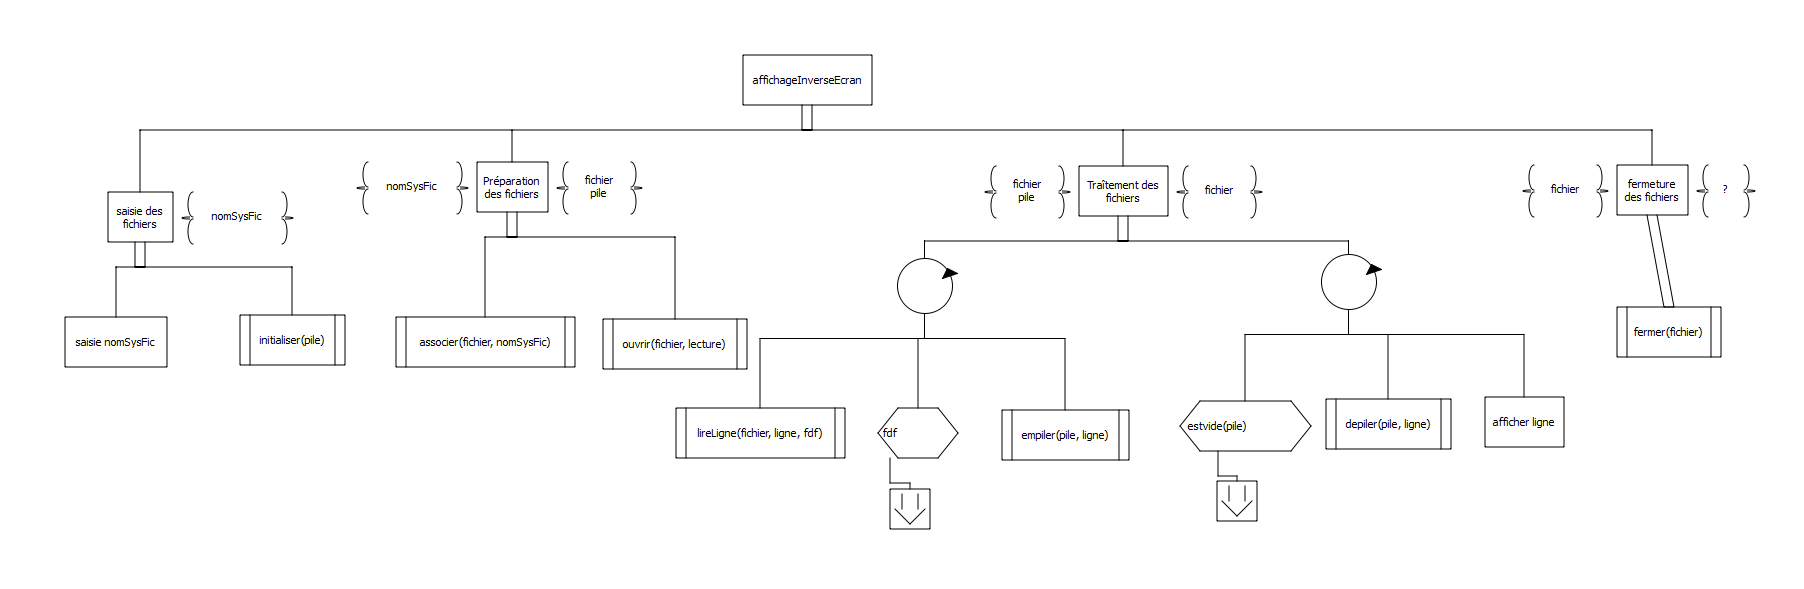 affichageInverseEcran
saisie des
fichiers
nomSysFic
nomSysFic
Préparation
des fichiers
fichier
pile
fichier
pile
Traîtement des
fichiers
fichier
fichier
fermeture
des fichiers
?
saisie nomSysFic
initialiser(pile)
associer(fichier, nomSysFic)
ouvrir(fichier, lecture)
lireLigne(fichier, ligne, fdf)
fdf
empiler(pile, ligne)
estvide(pile)
depiler(pile, ligne)
afficher ligne
fermer(fichier)